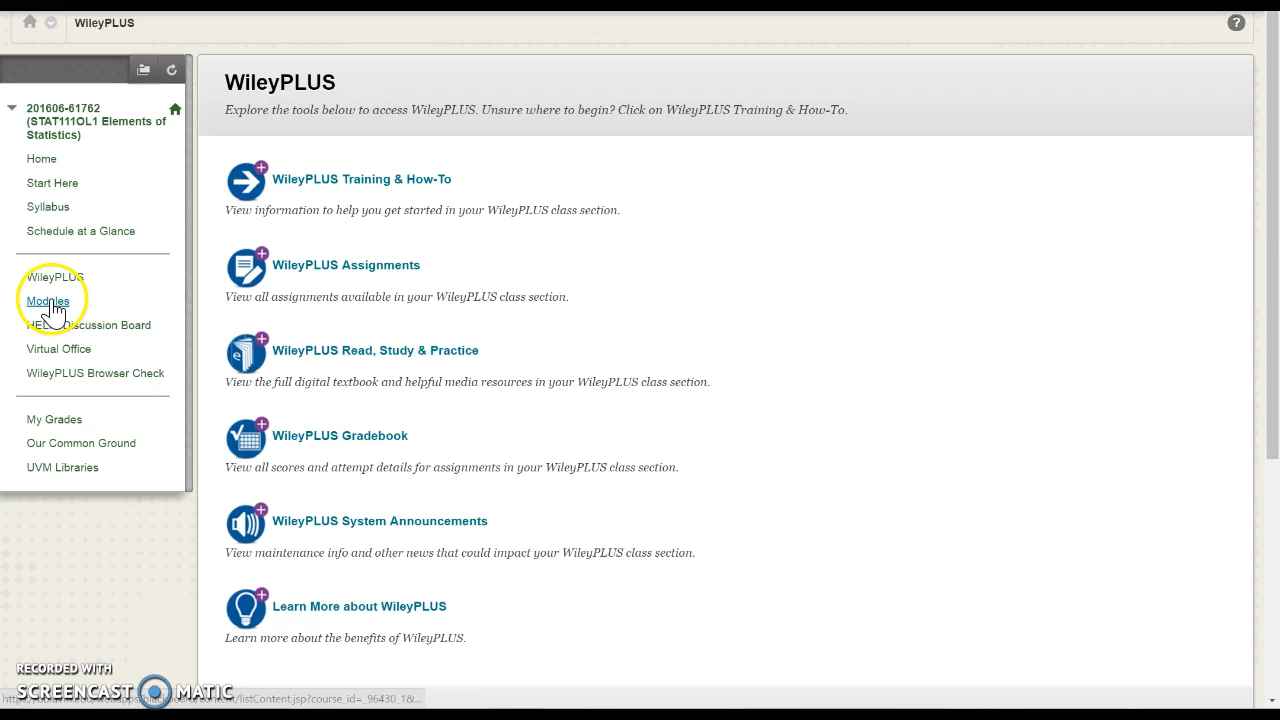 WileyPLUS
?
201606-61762
(STAT111OL1 Elements of
Statistics)
Home
Start Here
Syllabus
Schedule at a Glance
WileyPLUS
Modules
HELP! Discussion Board
Virtual Office
WileyPLUS Browser Check
My Grades
Our Common Ground
UVM Libraries
WileyPLUS
Explore the tools below to access WileyPLUS. Unsure where to begin? Click on WileyPLUS Training & How-To.
WileyPLUS Training & How-To
View information to help you get started in your WileyPLUS class section.
WileyPLUS Assignments
View all assignments available in your WileyPLUS class section.
WileyPLUS Read, Study & Practice
View the full digital textbook and helpful media resources in your WileyPLUS class section.
WileyPLUS Gradebook
View all scores and attempt details for assignments in your WileyPLUS class section.
WileyPLUS System Announcements
View maintenance info and other news that could impact your WileyPLUS class section.
Learn More about WileyPLUS
Learn more about the benefits of WileyPLUS.
RECORDED WITH
SCREENCAST MATIC